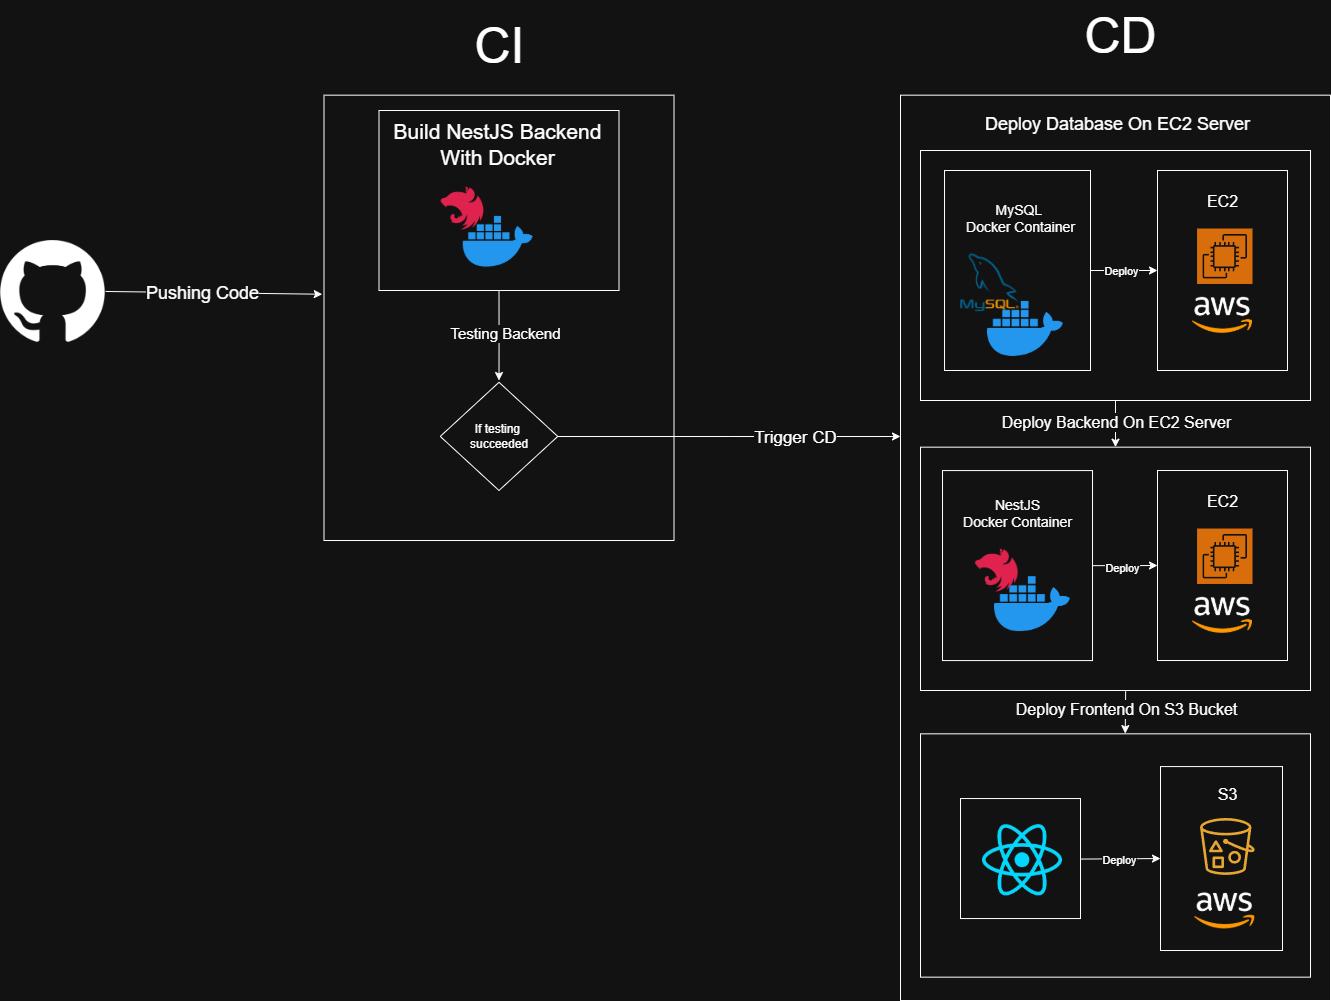 CI
CD
Build NestJS Backend
With Docker
Pushing Code
Testing Backend
If testing
succeeded
Trigger CD
Deploy Database On EC2 Server
MySQL
Docker Container
MySQL
Deploy
EC2
aws
Deploy Backend On EC2 Server
NestJS
Docker Container
Deploy
EC2
aws
Deploy Frontend On S3 Bucket
Deploy
S3
aws